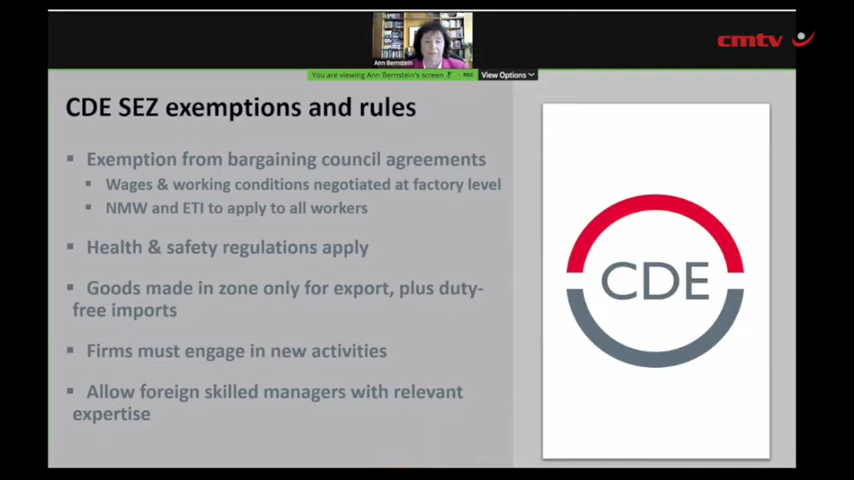 cmtv
Ann Bernstein
You are viewing Ann Bernstein's screen
View Options
CDE SEZ exemptions and rules
Exemption from bargaining council agreements
Wages & working conditions negotiated at factory level
NMW and ETI to apply to all workers
Health & safety regulations apply
Goods made in zone only for export, plus duty-
free imports
Firms must engage in new activities
Allow foreign skilled managers with relevant
expertise
CDE